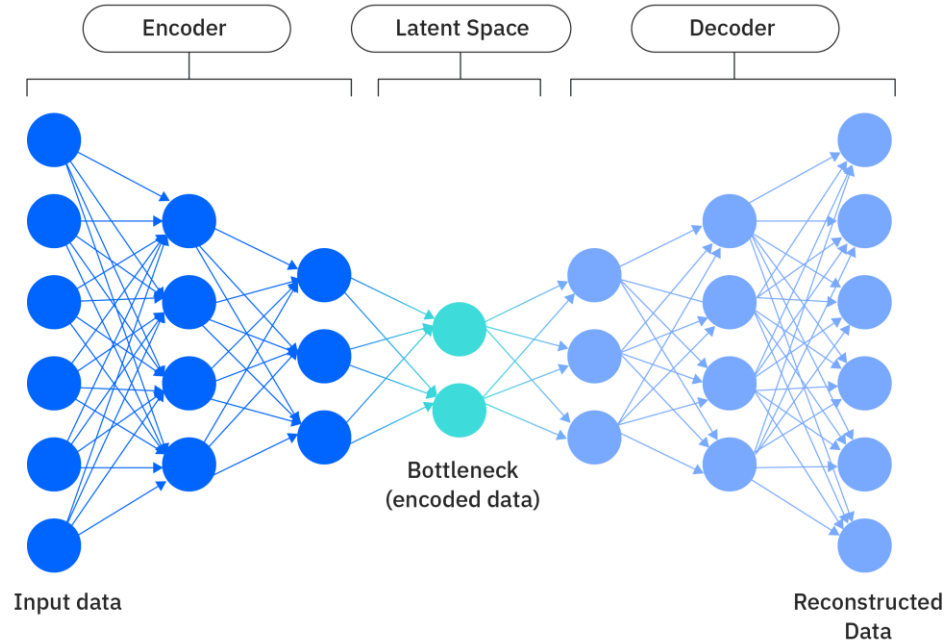 Encoder
Latent Space
Decoder
Bottleneck
(encoded data)
Input data
Reconstructed
Data